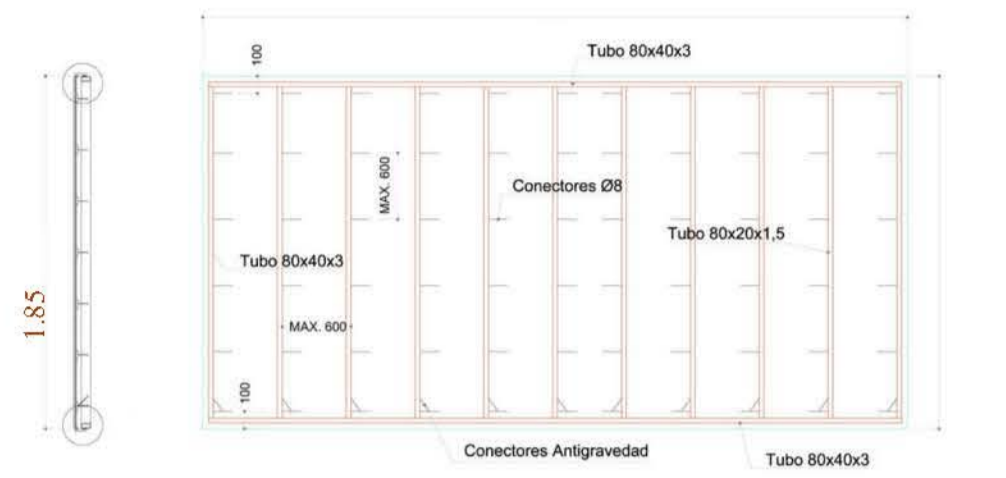 Tubo 80x40x3
100
MAX. 600
Conectores Ø8
Tubo 80x20x1,5
Tubo 80x40x3
1.85
MAX. 600
100
Conectores Antigravedad
Tubo 80x40x3